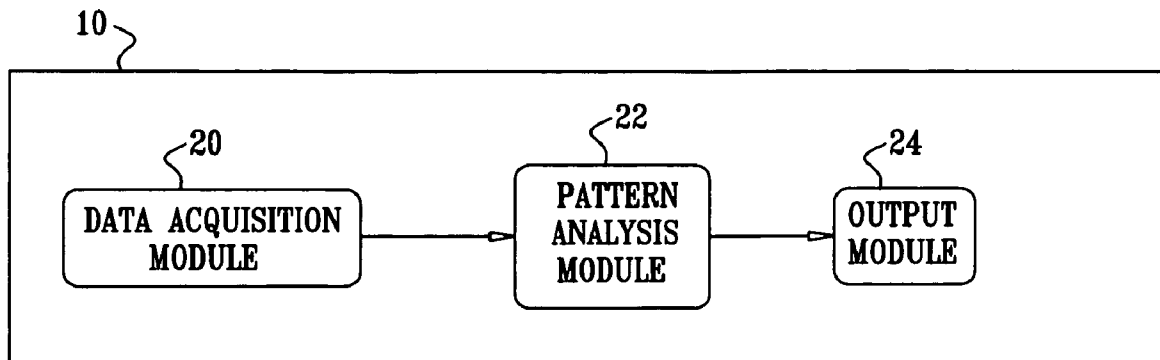 10
20
DATA ACQUISITION
MODULE
22
PATTERN
ANALYSIS
MODULE
24
OUTPUT
MODULE